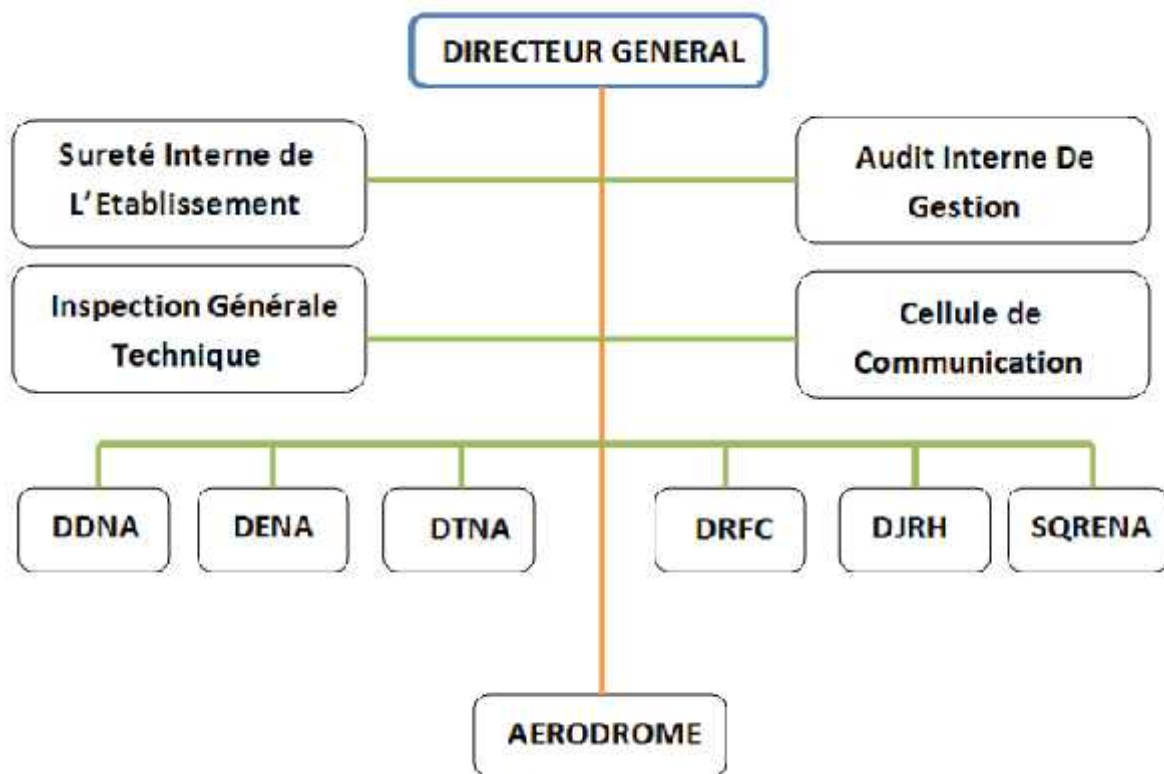 DIRECTEUR GENERAL
Sureté Interne de
L'Etablissement
Audit Interne De
Gestion
Inspection Générale
Technique
Cellule de
Communication
DDNA
DENA
DTNA
DRFC
DJRH
SQRENA
AERODROME